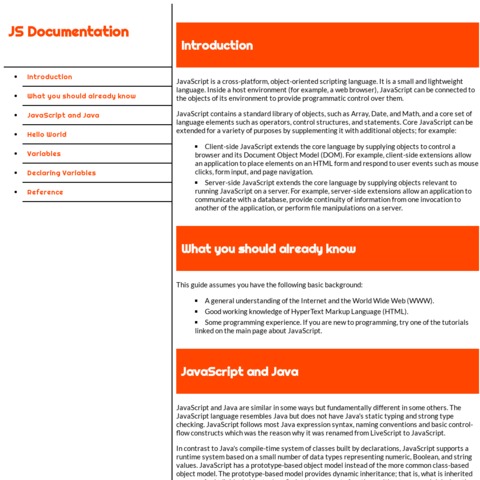 JS Documentation
Introduction
What you should already know
JavaScript and Java
Hello World
Variables
Declaring Variables
Reference
Introduction
JavaScript is a cross-platform, object-oriented scripting language. It is a small and lightweight
language. Inside a host environment (for example, a web browser), JavaScript can be connected to
the objects of its environment to provide programmatic control over them.
JavaScript contains a standard library of objects, such as Array, Date, and Math, and a core set of
language elements such as operators, control structures, and statements. Core JavaScript can be
extended for a variety of purposes by supplementing it with additional objects; for example:
Client-side JavaScript extends the core language by supplying objects to control a
browser and its Document Object Model (DOM). For example, client-side extensions allow
an application to place elements on an HTML form and respond to user events such as mouse
clicks, form input, and page navigation.
Server-side JavaScript extends the core language by supplying objects relevant to
running JavaScript on a server. For example, server-side extensions allow an application to
communicate with a database, provide continuity of information from one invocation to
another of the application, or perform file manipulations on a server.
What you should already know
This guide assumes you have the following basic background:
A general understanding of the Internet and the World Wide Web (WWW).
Good working knowledge of HyperText Markup Language (HTML).
Some programming experience. If you are new to programming, try one of the tutorials
linked on the main page about JavaScript.
JavaScript and Java
JavaScript and Java are similar in some ways but fundamentally different in some others. The
JavaScript language resembles Java but does not have Java's static typing and strong type
checking. JavaScript follows most Java expression syntax, naming conventions and basic control-
flow constructs which was the reason why it was renamed from LiveScript to JavaScript.
In contrast to Java's compile-time system of classes built by declarations, JavaScript supports a
runtime system based on a small number of data types representing numeric, Boolean, and string
values. JavaScript has a prototype-based object model instead of the more common class-based
object model. The prototype-based model provides dynamic inheritance; that is, what is inherited